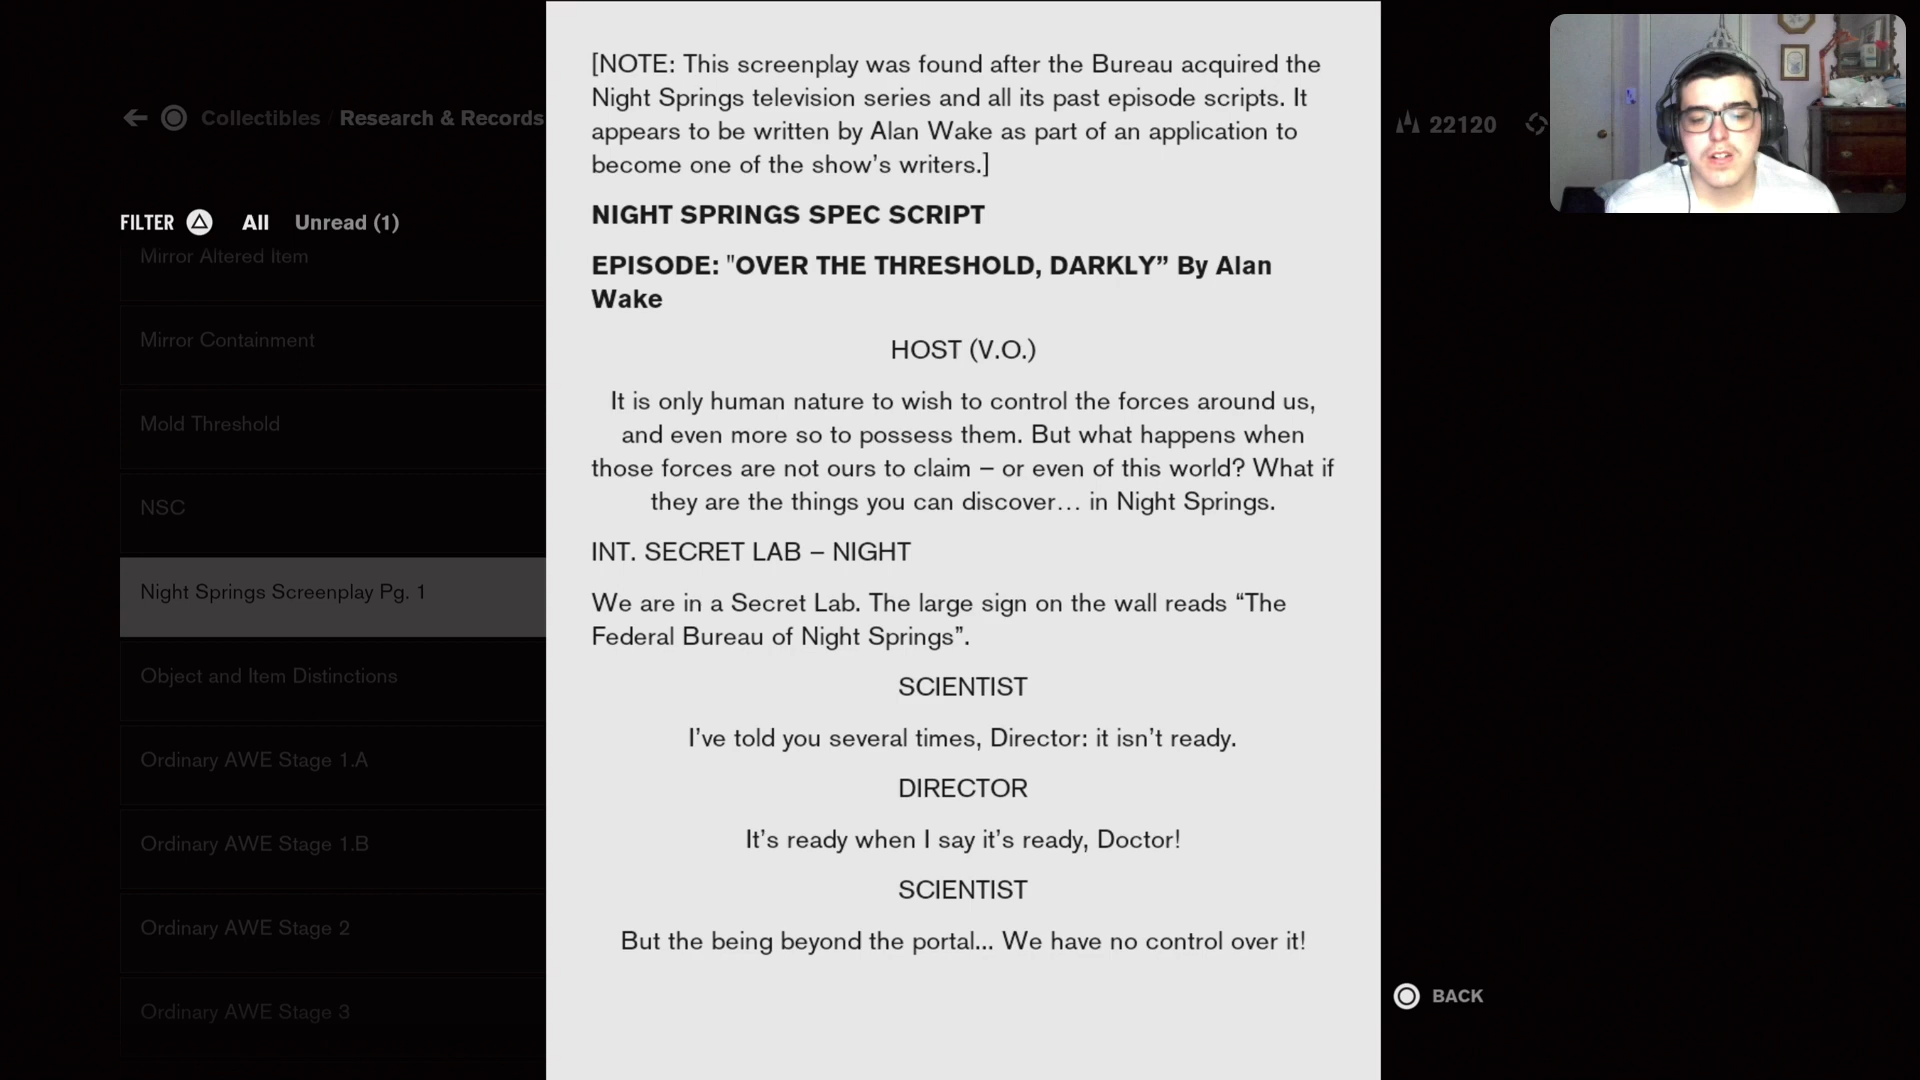 [NOTE: This screenplay was found after the Bureau acquired the
Night Springs television series and all its past episode scripts. It
appears to be written by Alan Wake as part of an application to
become one of the show’s writers.]
NIGHT SPRINGS SPEC SCRIPT
EPISODE: "OVER THE THRESHOLD, DARKLY” By Alan
Wake
HOST (V.O.)
It is only human nature to wish to control the forces around us,
and even more so to possess them. But what happens when
those forces are not ours to claim – or even of this world? What if
they are the things you can discover… in Night Springs.
INT. SECRET LAB – NIGHT
We are in a Secret Lab. The large sign on the wall reads “The
Federal Bureau of Night Springs”.
SCIENTIST
I’ve told you several times, Director: it isn’t ready.
DIRECTOR
It’s ready when I say it’s ready, Doctor!
SCIENTIST
But the being beyond the portal... We have no control over it!
Collectibles / Research & Records
22120
FILTER All Unread (1)
Mirror Altered Item
Mirror Containment
Mold Threshold
NSC
Night Springs Screenplay Pg. 1
Object and Item Distinctions
Ordinary AWE Stage 1.A
Ordinary AWE Stage 1.B
Ordinary AWE Stage 2
Ordinary AWE Stage 3
BACK